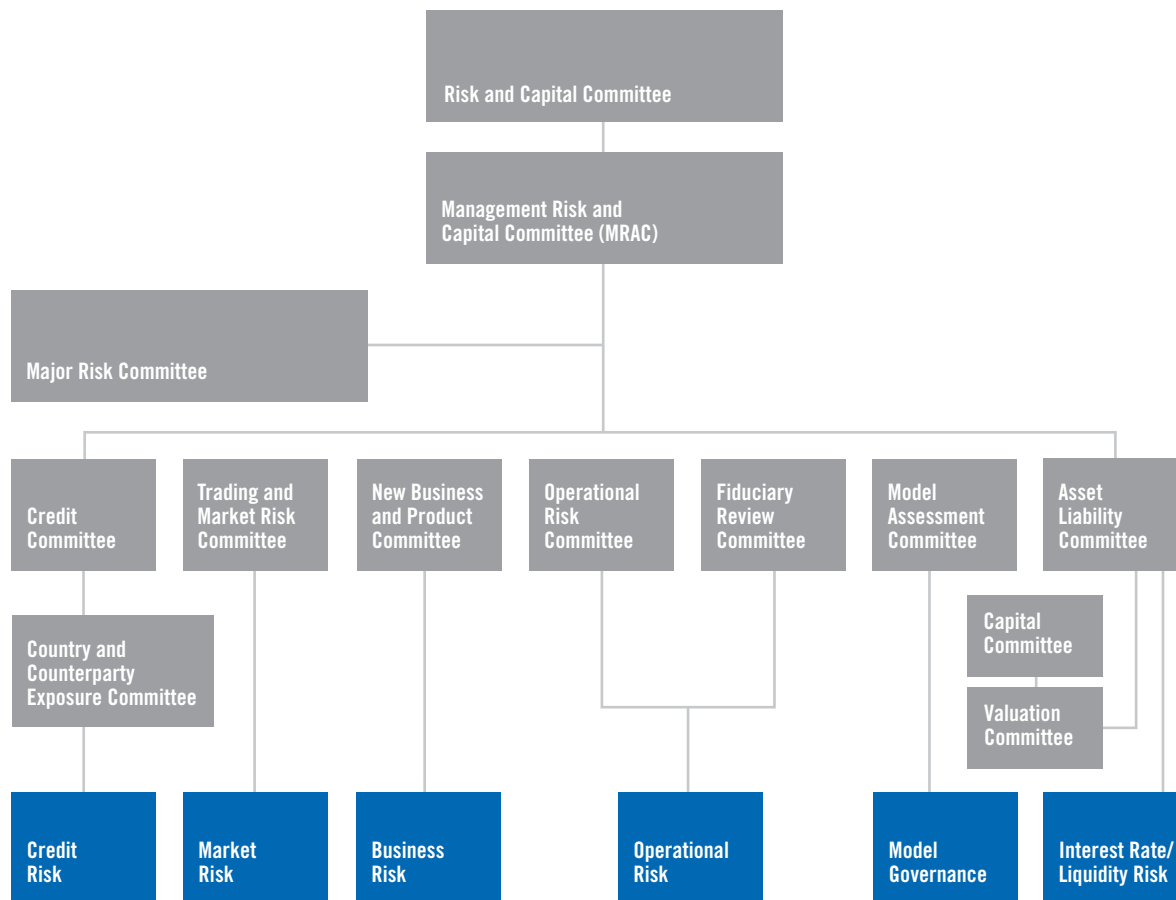 Risk and Capital Committee
Management Risk and
Capital Committee (MRAC)
Major Risk Committee
Credit
Committee
Trading and
Market Risk
Committee
New Business
and Product
Committee
Operational
Risk
Committee
Fiduciary
Review
Committee
Model
Assessment
Committee
Asset
Liability
Committee
Country and
Counterparty
Exposure Committee
Capital
Committee
Valuation
Committee
Credit
Risk
Market
Risk
Business
Risk
Operational
Risk
Model
Governance
Interest Rate/
Liquidity Risk